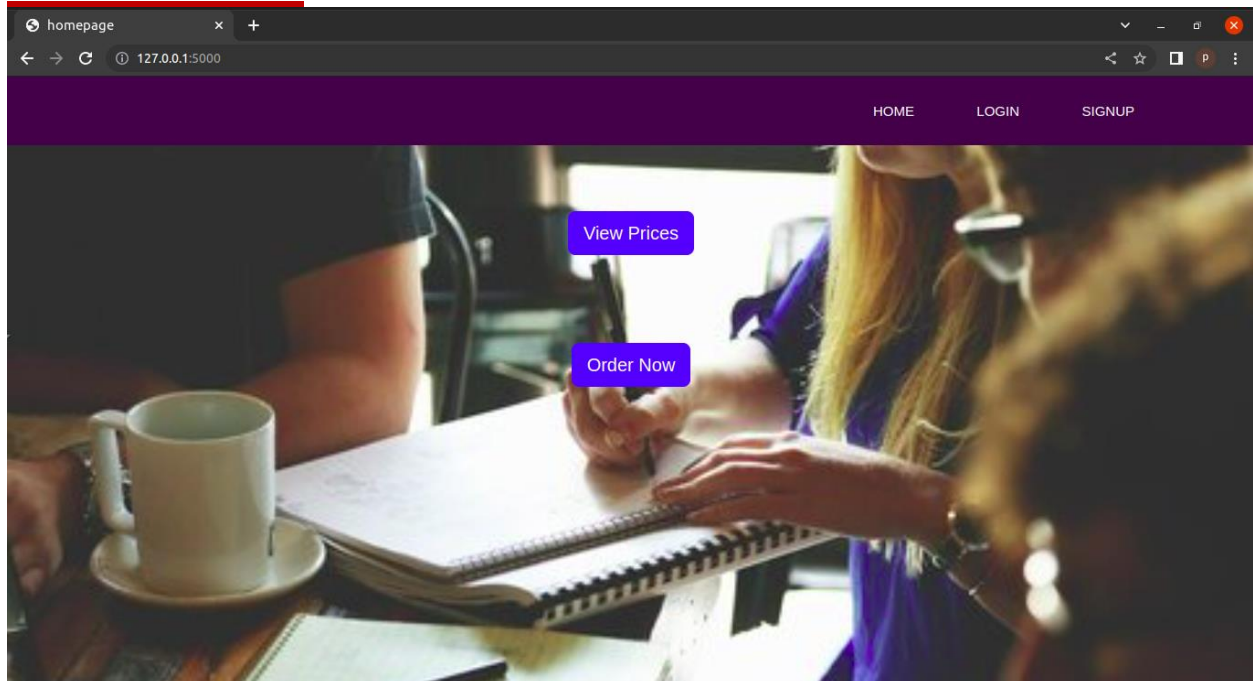 homepage
127.0.0.1:5000
P
HOME LOGIN SIGNUP
View Prices
Order Now